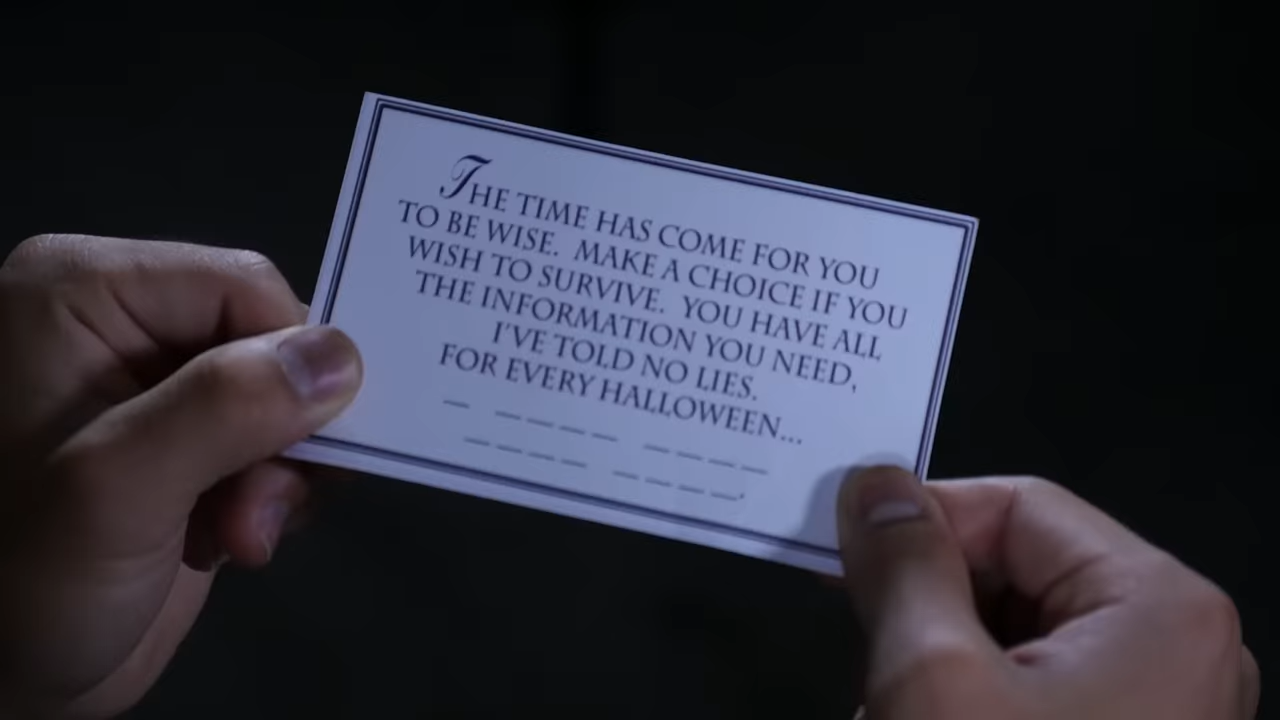 THE TIME HAS COME FOR YOU
TO BE WISE. MAKE A CHOICE IF YOU
WISH TO SURVIVE. YOU HAVE ALL
THE INFORMATION YOU NEED,
I'VE TOLD NO LIES.
FOR EVERY HALLOWEEN...
_ _ _ _ _ _ _ _ _
_ _ _ _ _ _ _ _.